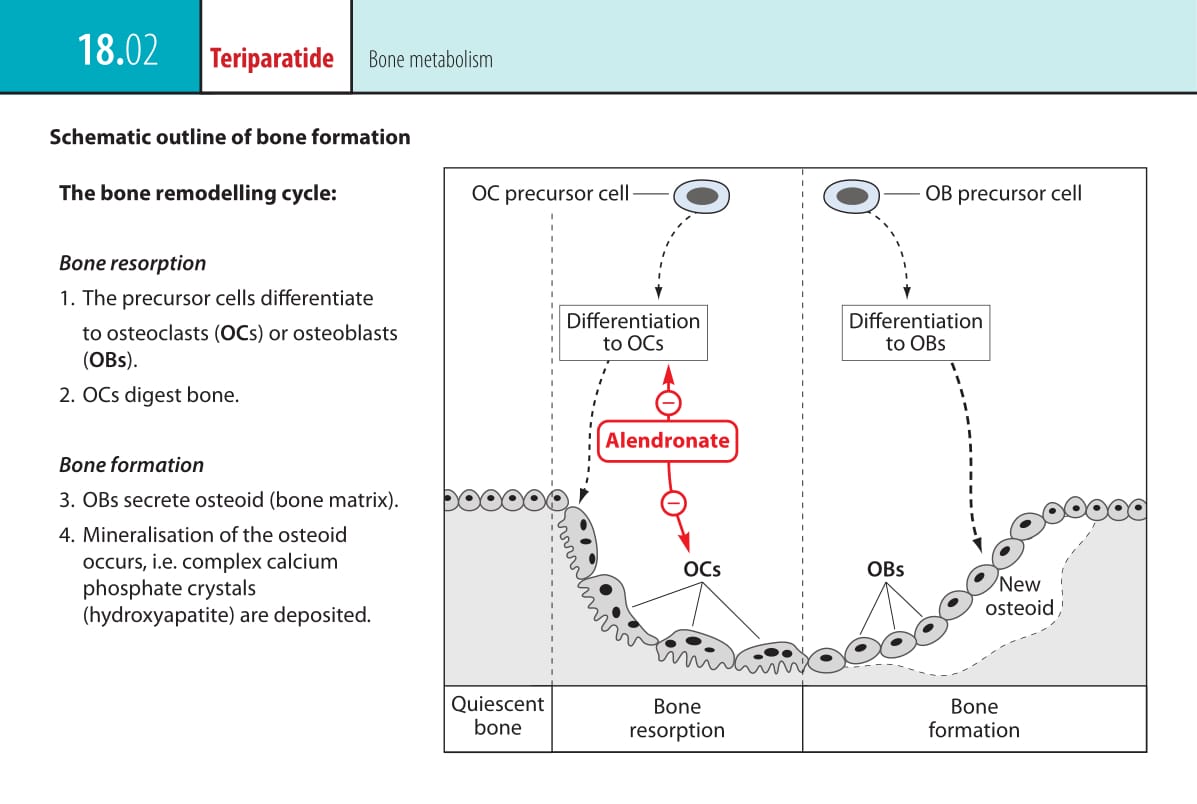 18.02
Teriparatide
Bone metabolism
Schematic outline of bone formation
The bone remodelling cycle:
Bone resorption
1. The precursor cells differentiate
to osteoclasts (OCs) or osteoblasts
(OBs).
2. OCs digest bone.
Bone formation
3. OBs secrete osteoid (bone matrix).
4. Mineralisation of the osteoid
occurs, i.e. complex calcium
phosphate crystals
(hydroxyapatite) are deposited.
OC precursor cell
OB precursor cell
Differentiation
to OCs
Differentiation
to OBs
−
Alendronate
−
OCs
OBs
New
osteoid
Quiescent
bone
Bone
resorption
Bone
formation